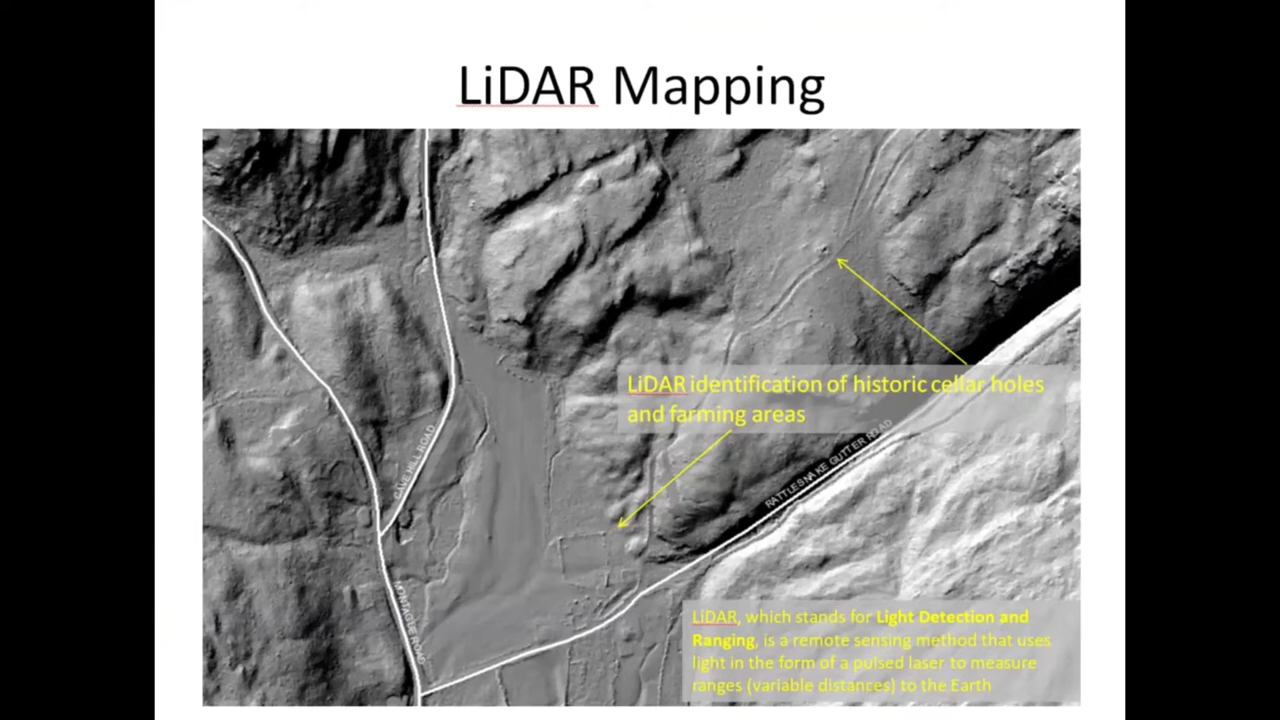 LiDAR Mapping
LiDAR identification of historic cellar holes
and farming areas
CAVE HILL ROAD
RATTLESNAKE GUTTER ROAD
MONTAGUE ROAD
LiDAR, which stands for Light Detection and
Ranging, is a remote sensing method that uses
light in the form of a pulsed laser to measure
ranges (variable distances) to the Earth